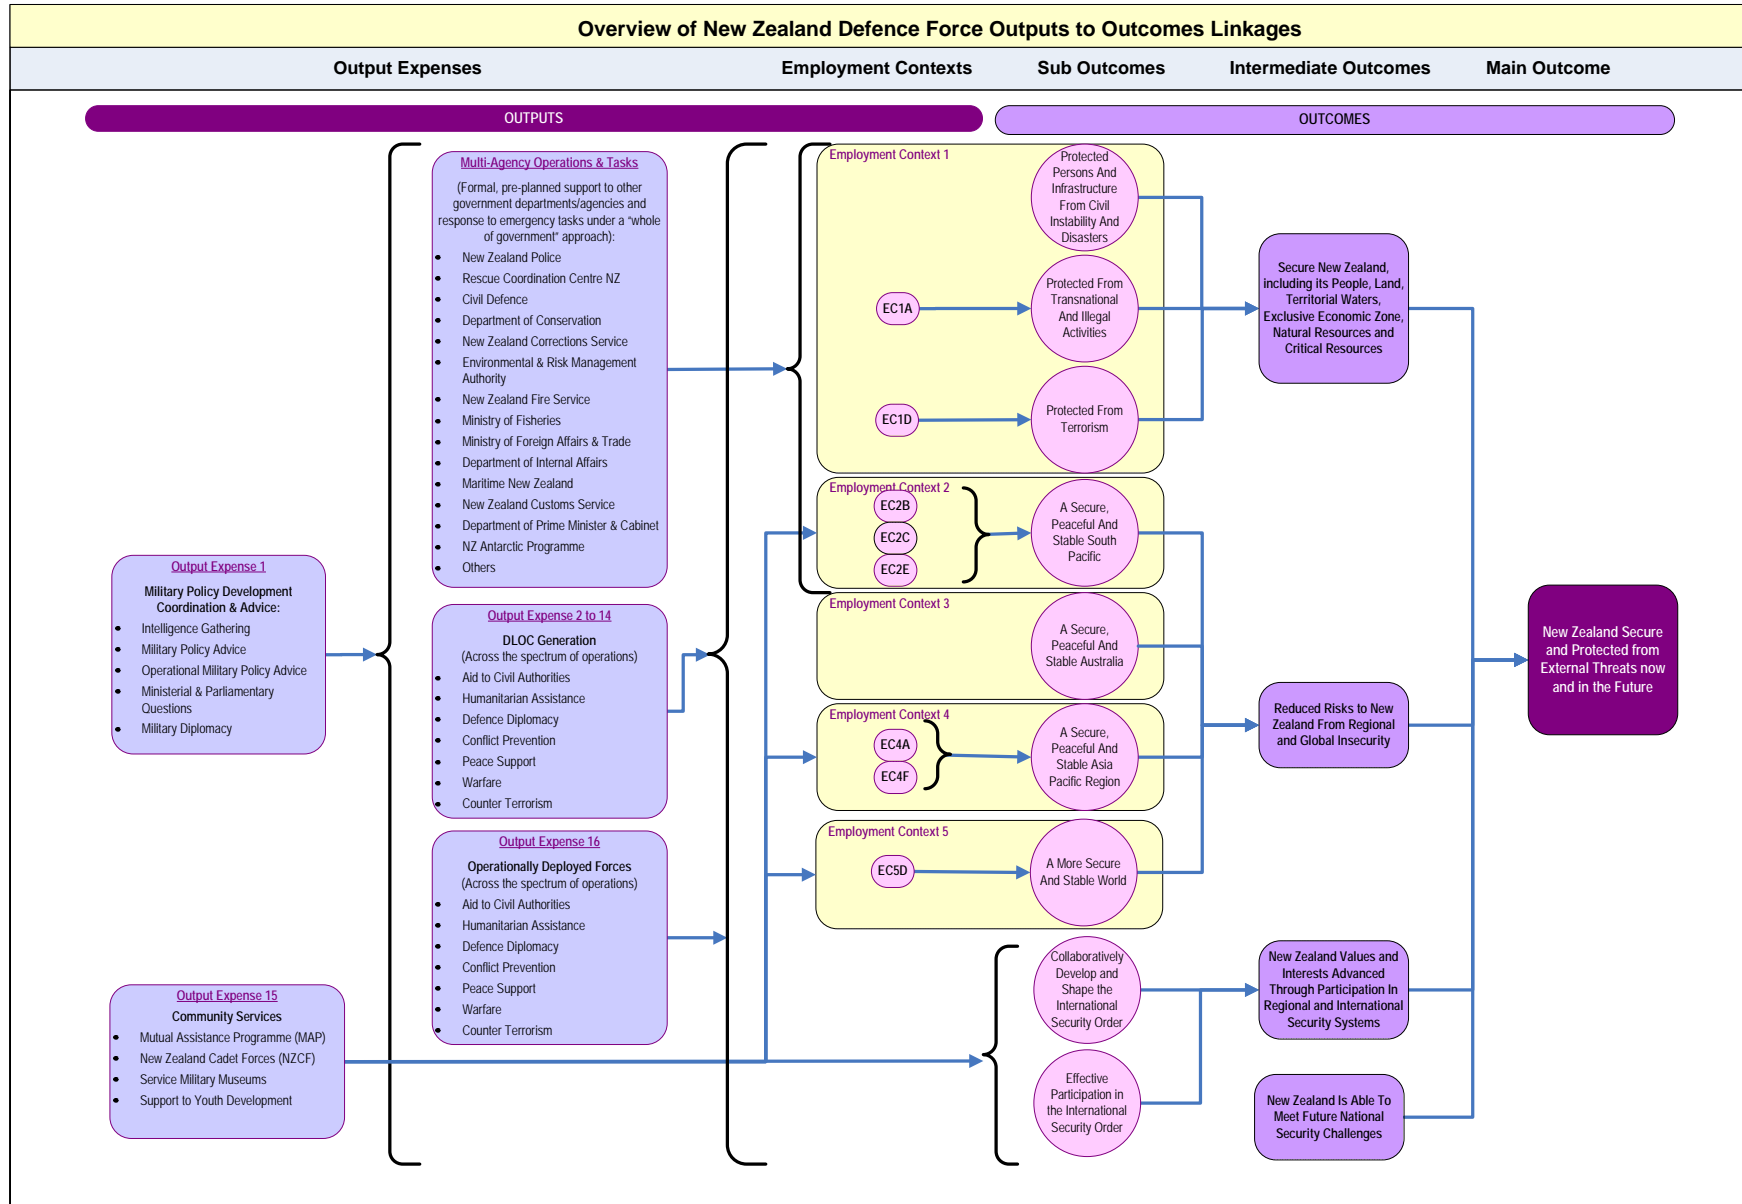 Overview of New Zealand Defence Force Outputs to Outcomes Linkages
Output Expenses
Employment Contexts
Sub Outcomes
Intermediate Outcomes
Main Outcome
OUTPUTS
OUTCOMES
Output Expense 1
Military Policy Development
Coordination & Advice:
Intelligence Gathering
Military Policy Advice
Operational Military Policy Advice
Ministerial & Parliamentary
Questions
Military Diplomacy
Output Expense 15
Community Services
Mutual Assistance Programme (MAP)
New Zealand Cadet Forces (NZCF)
Service Military Museums
Support to Youth Development
Multi-Agency Operations & Tasks
(Formal, pre-planned support to other
government departments/agencies and
response to emergency tasks under a “whole
of government” approach):
New Zealand Police
Rescue Coordination Centre NZ
Civil Defence
Department of Conservation
New Zealand Corrections Service
Environmental & Risk Management
Authority
New Zealand Fire Service
Ministry of Fisheries
Ministry of Foreign Affairs & Trade
Department of Internal Affairs
Maritime New Zealand
New Zealand Customs Service
Department of Prime Minister & Cabinet
NZ Antarctic Programme
Others
Output Expense 2 to 14
DLOC Generation
(Across the spectrum of operations)
Aid to Civil Authorities
Humanitarian Assistance
Defence Diplomacy
Conflict Prevention
Peace Support
Warfare
Counter Terrorism
Output Expense 16
Operationally Deployed Forces
(Across the spectrum of operations)
Aid to Civil Authorities
Humanitarian Assistance
Defence Diplomacy
Conflict Prevention
Peace Support
Warfare
Counter Terrorism
Employment Context 1
EC1A
EC1D
Protected
Persons And
Infrastructure
From Civil
Instability And
Disasters
Protected From
Transnational
And Illegal
Activities
Protected From
Terrorism
Employment Context 2
EC2B
EC2C
EC2E
A Secure,
Peaceful And
Stable South
Pacific
Employment Context 3
A Secure,
Peaceful And
Stable Australia
Employment Context 4
EC4A
EC4F
A Secure,
Peaceful And
Stable Asia
Pacific Region
Employment Context 5
EC5D
A More Secure
And Stable World
Collaboratively
Develop and
Shape the
International
Security Order
Effective
Participation in
the International
Security Order
Secure New Zealand,
including its People, Land,
Territorial Waters,
Exclusive Economic Zone,
Natural Resources and
Critical Resources
Reduced Risks to New
Zealand From Regional
and Global Insecurity
New Zealand Values and
Interests Advanced
Through Participation In
Regional and International
Security Systems
New Zealand Is Able To
Meet Future National
Security Challenges
New Zealand Secure
and Protected from
External Threats now
and in the Future